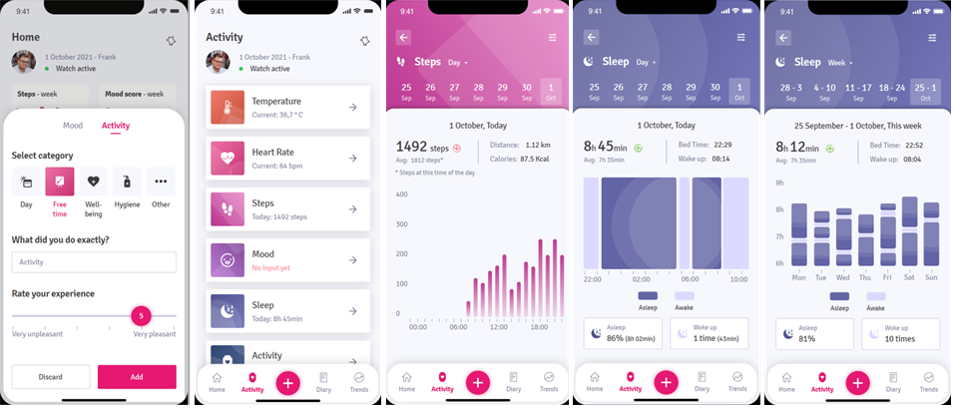 9:41
Home
1 October 2021 - Frank
Watch active
Steps - week
Mood score - week
Mood
Activity
Select category
Day
Free time
Well-being
Hygiene
Other
What did you do exactly?
Activity
Rate your experience
5
Very unpleasant
Very pleasant
Discard
Add
9:41
Activity
1 October 2021 - Frank
Watch active
Temperature
Current: 36,7 ° C
Heart Rate
Current: 64 bpm
Steps
Today: 1492 steps
Mood
No input yet
Sleep
Today: 8h 45min
Activity
Home
Activity
Diary
Trends
9:41
Steps Day
25 26 27 28 29 30 1
Sep Sep Sep Sep Sep Sep Oct
1 October, Today
1492 steps
Avg: 1812 steps*
Distance: 1.12 km
Calories: 87.5 Kcal
* Steps at this time of the day
400
300
200
100
0
00:00 06:00 12:00 18:00
Home
Activity
Diary
Trends
9:41
Sleep Day
25 26 27 28 29 30 1
Sep Sep Sep Sep Sep Sep Oct
1 October, Today
8h 45min
Avg: 7h 35min
Bed Time: 22:29
Wake up: 08:14
22:00 02:00 06:00 10:00
Asleep
Awake
Asleep
86% (8h 02min)
Woke up
1 time (43min)
Home
Activity
Diary
Trends
9:41
Sleep Week
28 - 3 4 - 10 11 - 17 18 - 24 25 - 1
Sep Sep Sep Sep Oct
25 September - 1 October, This week
8h 12min
Avg: 7h 35min
Bed Time: 22:52
Wake up: 08:04
9h
8h
7h
6h
Mon Tue Wed Thu Fri Sat Sun
Asleep
Awake
Asleep
81%
Woke up
10 times
Home
Activity
Diary
Trends